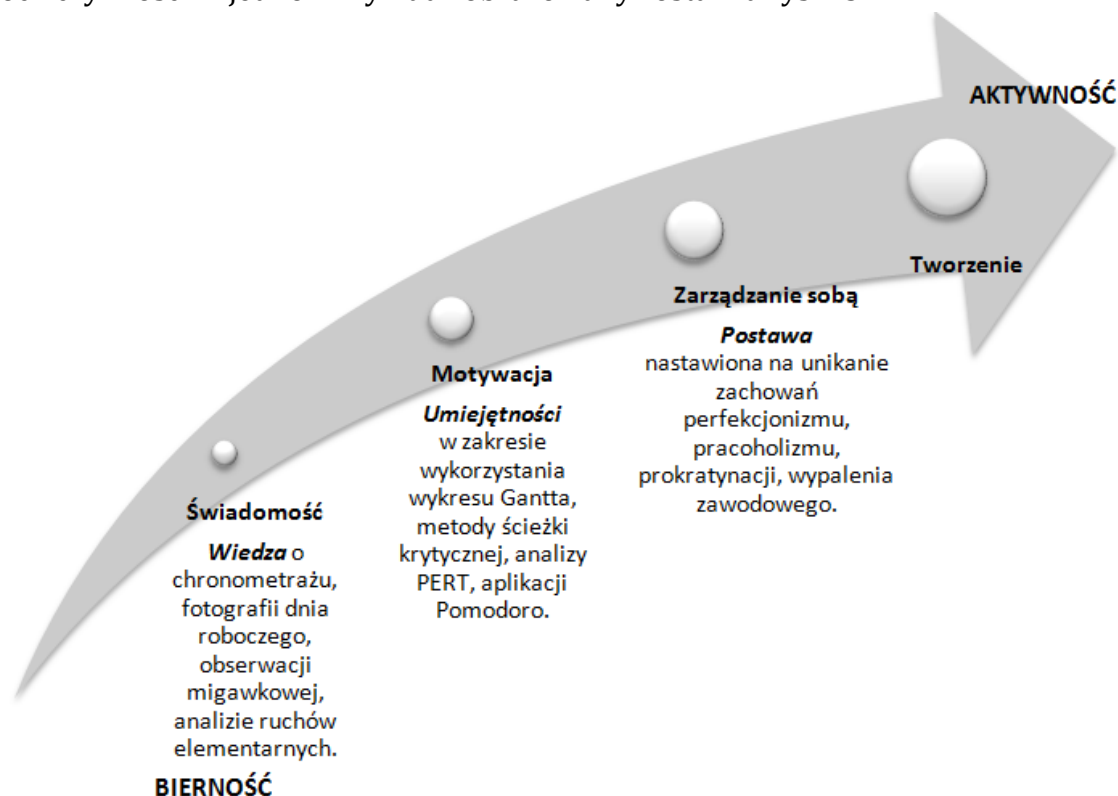 AKTYWNOŚĆ
Tworzenie
Zarządzanie sobą
Postawa
nastawiona na unikanie
zachowań
perfekcjonizmu,
pracoholizmu,
prokratynacji, wypalenia
zawodowego.
Motywacja
Umiejętności
w zakresie
wykorzystania
wykresu Gantta,
metody ścieżki
krytycznej, analizy
PERT, aplikacji
Pomodoro.
Świadomość
Wiedza o
chronometrażu,
fotografii dnia
roboczego,
obserwacji
migawkowej,
analizie ruchów
elementarnych.
BIERNOŚĆ